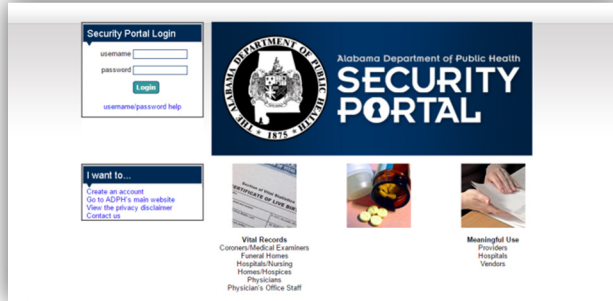 Security Portal Login
username
password
Login
username/password help
THE ALABAMA DEPARTMENT OF PUBLIC HEALTH
1875
Alabama Department of Public Health
SECURITY
PORTAL
I want to...
Create an account
Go to ADPH's main website
View the privacy disclaimer
Contact us
CERTIFICATE OF LIVE BIRTH
Vital Records
Coroners/Medical Examiners
Funeral Homes
Hospitals/Nursing
Homes/Hospices
Physicians
Physician's Office Staff
Meaningful Use
Providers
Hospitals
Vendors